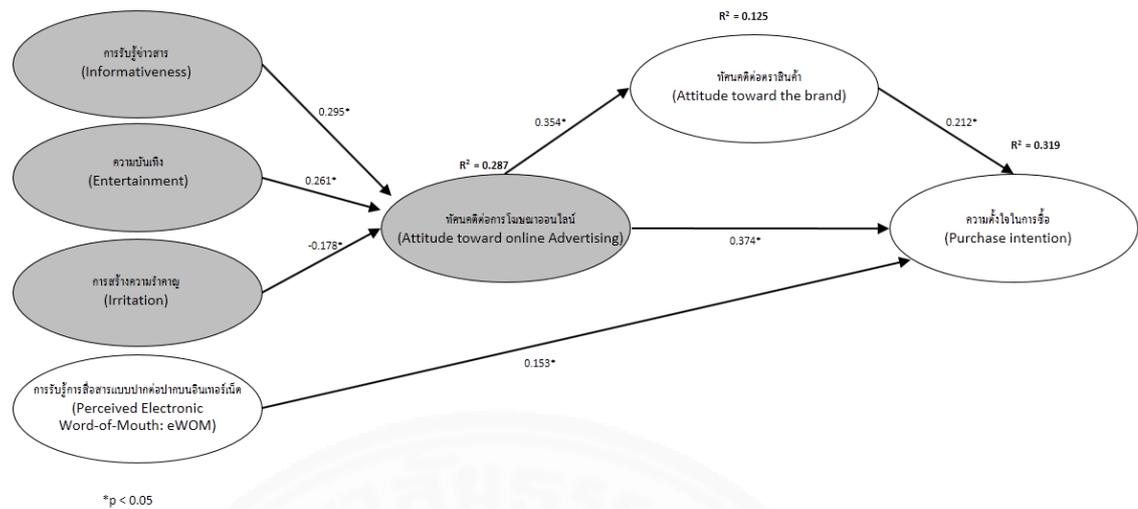 R² = 0.125
การรับรู้ข่าวสาร
(Informativeness)
ทัศนคติต่อตราสินค้า
(Attitude toward the brand)
0.295*
0.354*
0.212*
R² = 0.319
ความบันเทิง
(Entertainment)
0.261*
R² = 0.287
ทัศนคติต่อการโฆษณาออนไลน์
(Attitude toward online Advertising)
0.374*
ความตั้งใจในการซื้อ
(Purchase intention)
-0.178*
การสร้างความรำคาญ
(Irritation)
0.153*
การรับรู้การสื่อสารแบบปากต่อปากบนอินเทอร์เน็ต
(Perceived Electronic
Word-of-Mouth: eWOM)
*p < 0.05